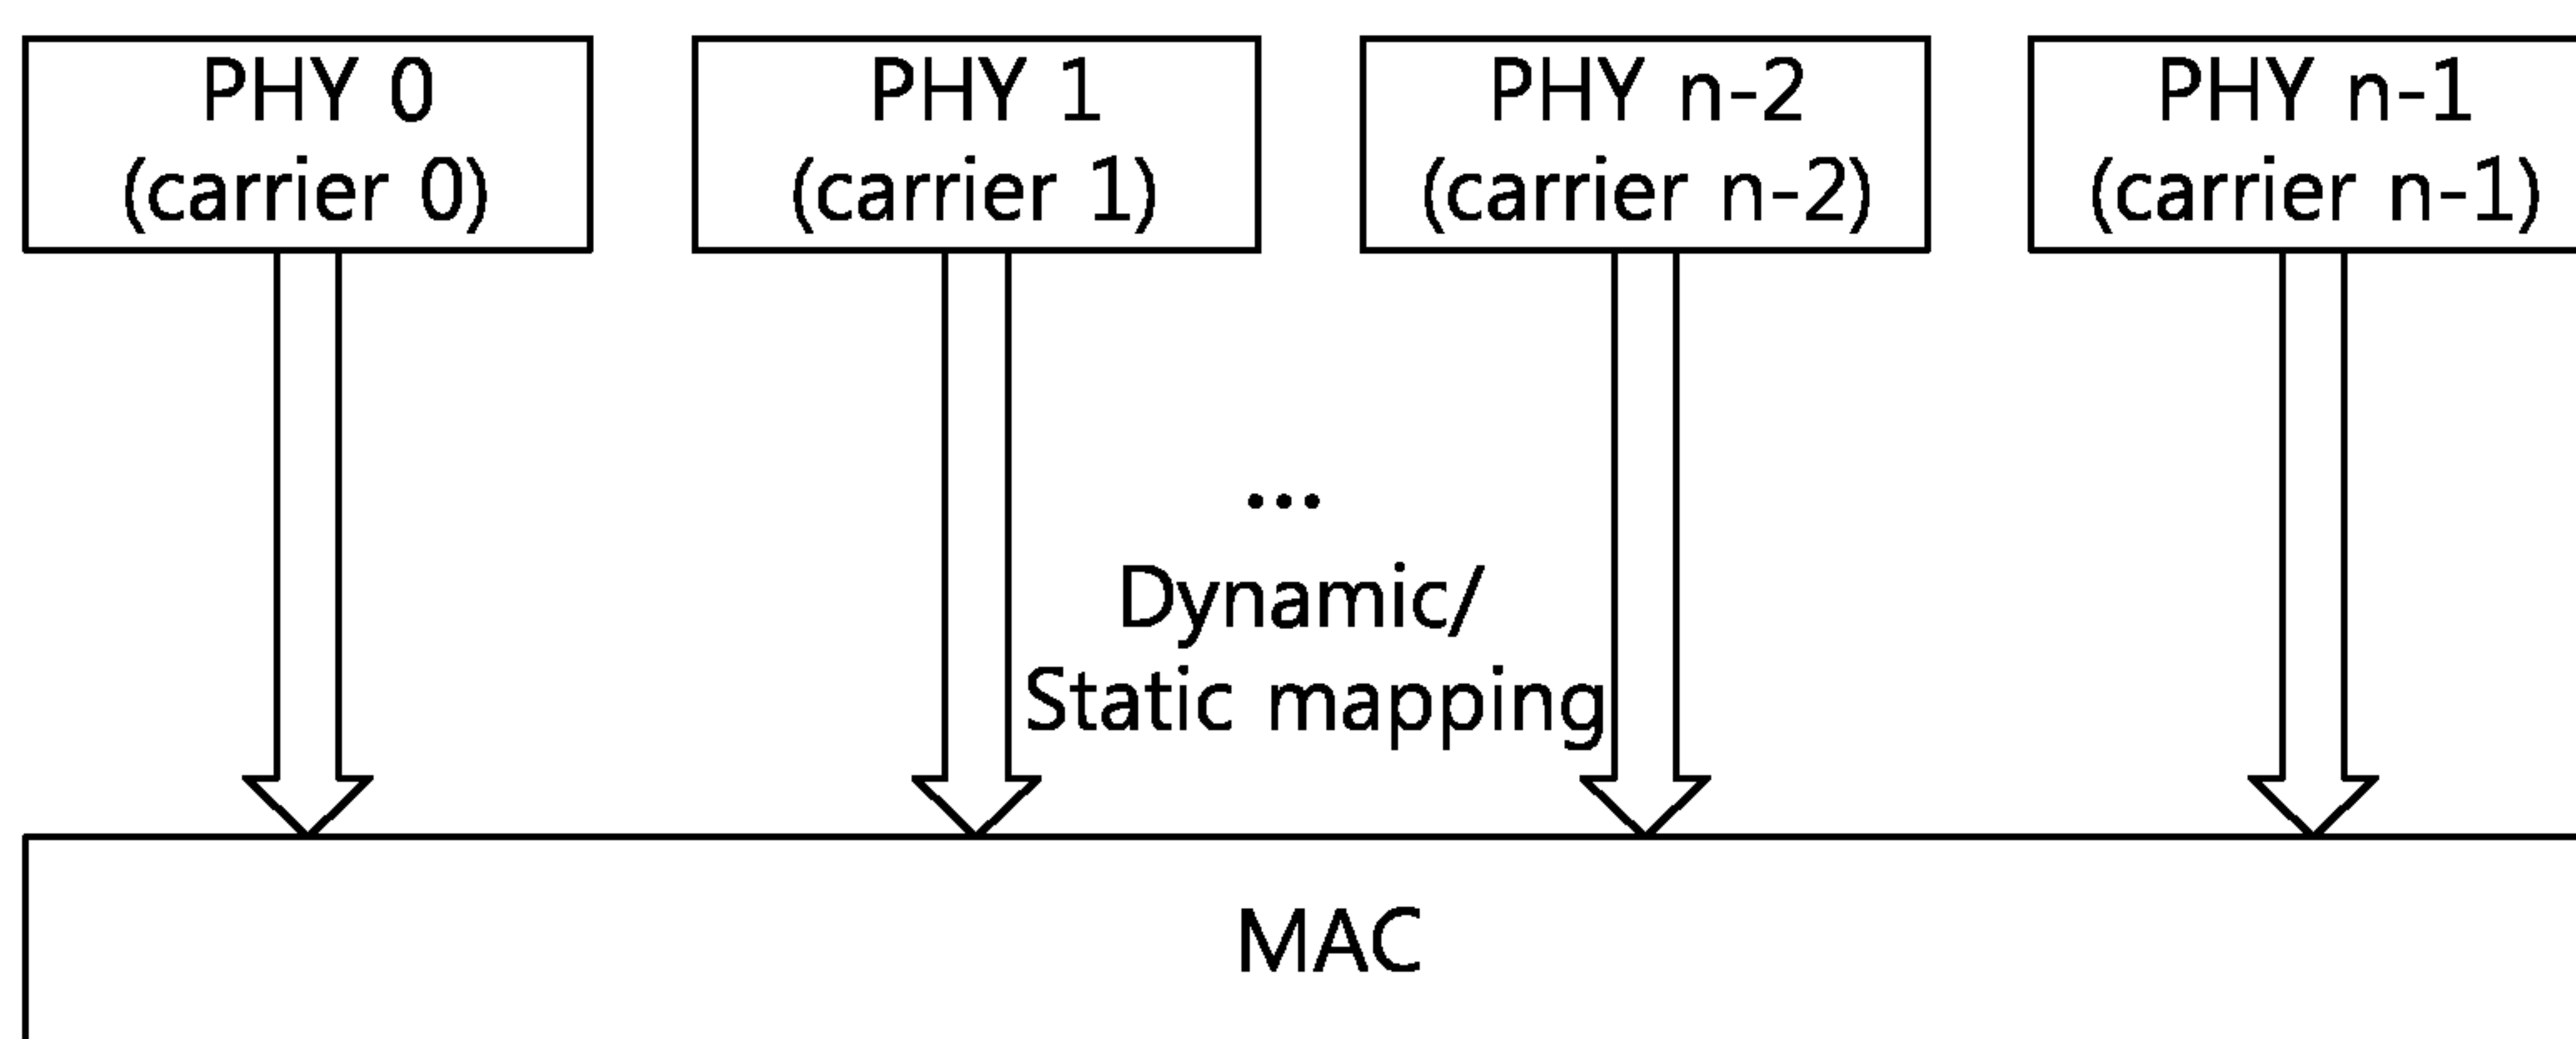 PHY 0
(carrier 0)
PHY 1
(carrier 1)
PHY n-2
(carrier n-2)
PHY n-1
(carrier n-1)
...
Dynamic/
Static mapping
MAC